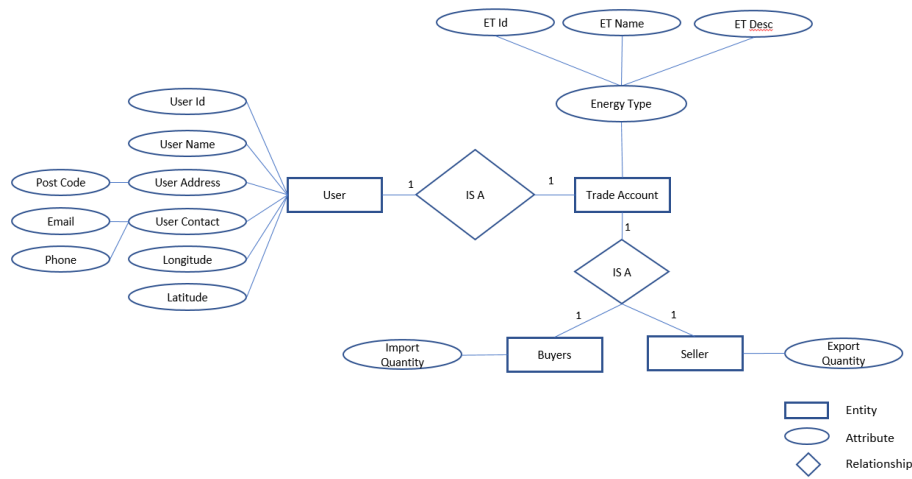 ET Id
ET Name
ET Desc
Energy Type
User Id
User Name
Post Code
User Address
Email
User Contact
Phone
Longitude
Latitude
User
1
IS A
1
Trade Account
1
IS A
1
1
Import
Quantity
Buyers
Seller
Export
Quantity
Entity
Attribute
Relationship